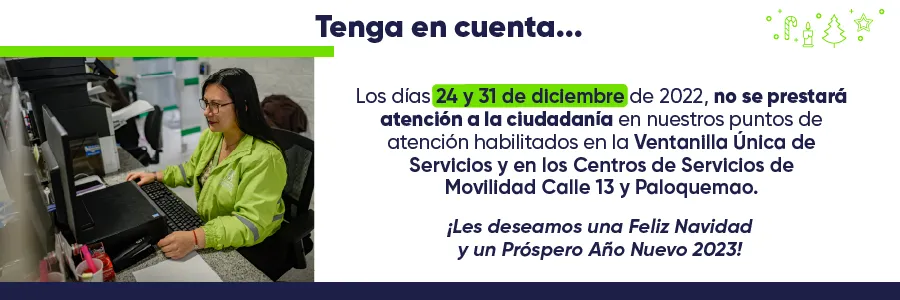 Tenga en cuenta...
Los días 24 y 31 de diciembre de 2022, no se prestará
atención a la ciudadanía en nuestros puntos de
atención habilitados en la Ventanilla Única de
Servicios y en los Centros de Servicios de
Movilidad Calle 13 y Paloquemao.
¡Les deseamos una Feliz Navidad
y un Próspero Año Nuevo 2023!